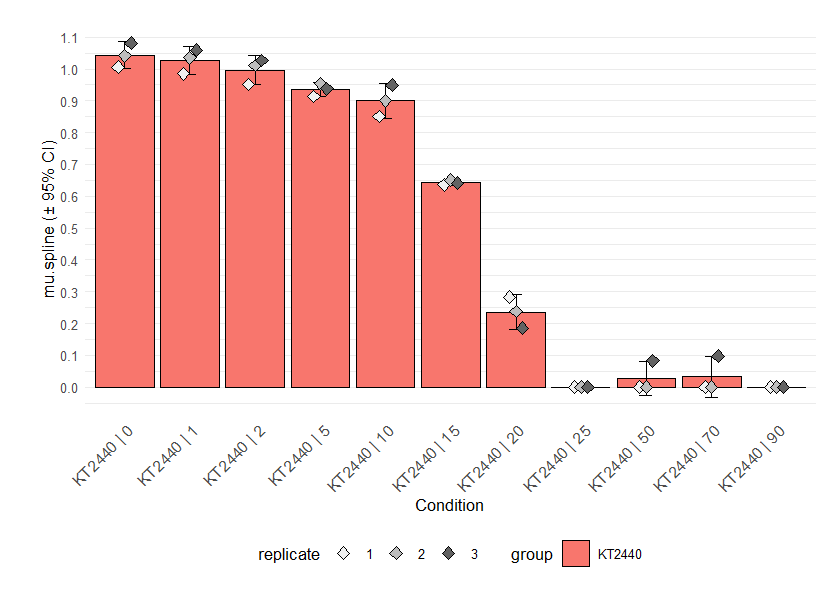 mu.spline (± 95% CI)
1.1
1.0
0.9
0.8
0.7
0.6
0.5
0.4
0.3
0.2
0.1
0.0
KT2440 | 0
KT2440 | 1
KT2440 | 2
KT2440 | 5
KT2440 | 10
KT2440 | 15
KT2440 | 20
KT2440 | 25
KT2440 | 50
KT2440 | 70
KT2440 | 90
Condition
replicate 1 2 3 group KT2440